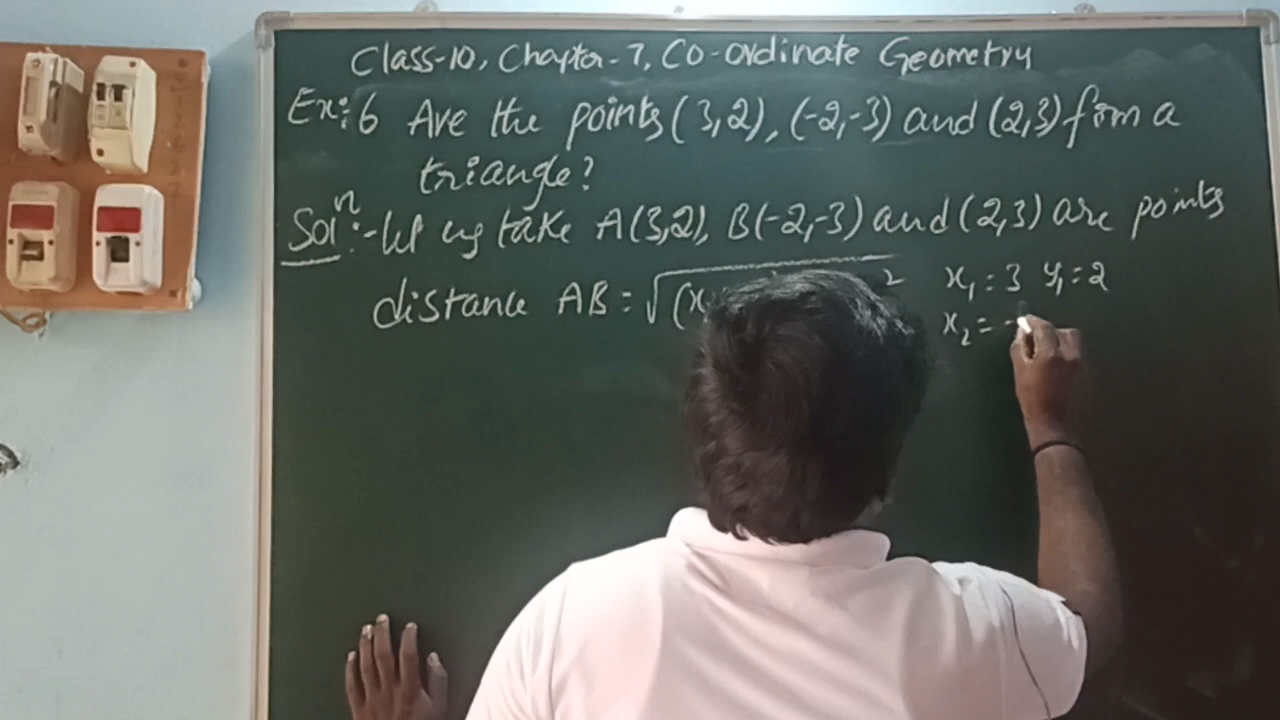 Class-10, Chapter-7, Co-ordinate Geometry
Ex:6 Are the points (3,2), (-2,-3) and (2,3) form a
triangle?
Solⁿ:- let us take A(3,2), B(-2,-3) and (2,3) are points
distance AB = √(x 2 x₁ = 3 y₁ = 2
x₂ = -